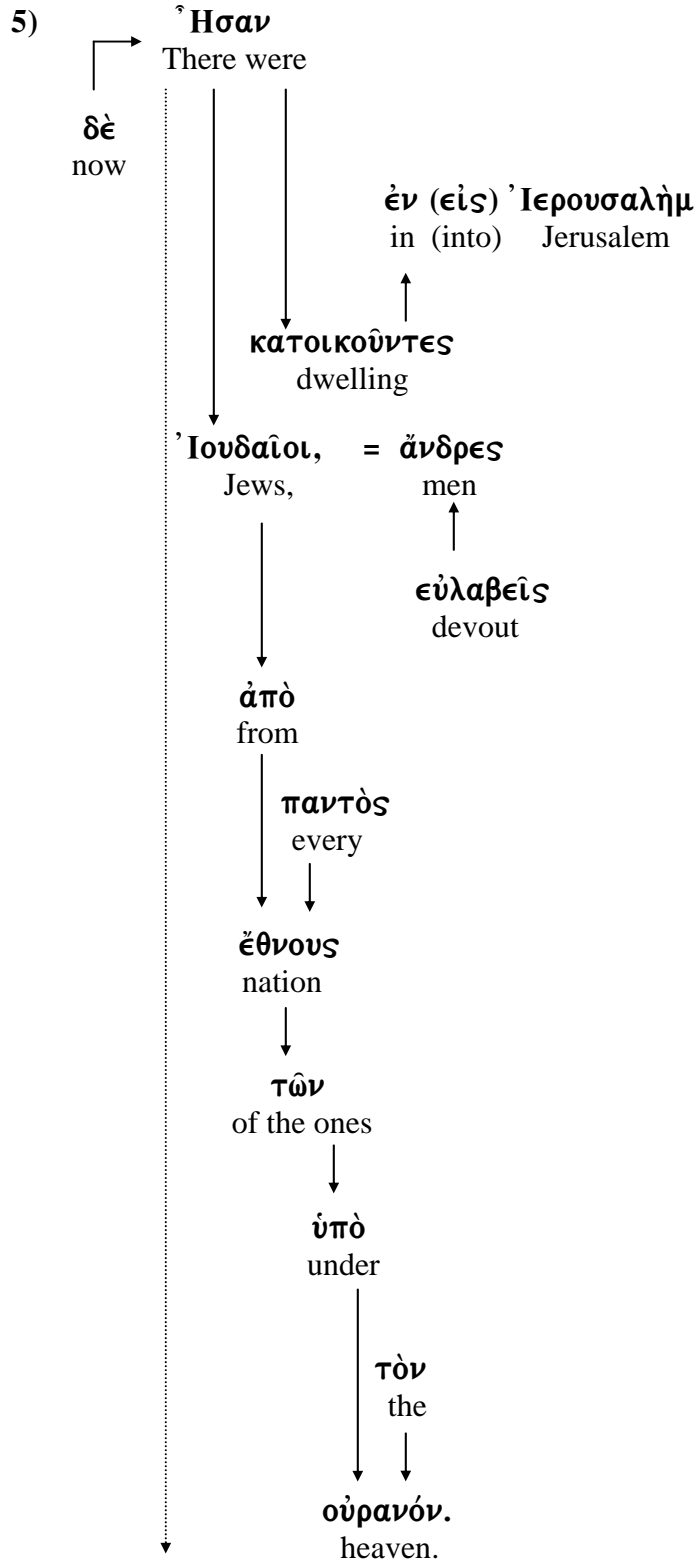 5) Ἦσαν
There were
δὲ
now
ἐν (εἰς) Ἰερουσαλὴμ
in (into) Jerusalem
κατοικοῦντες
dwelling
Ἰουδαῖοι, = ἄνδρες
Jews, men
εὐλαβεῖς
devout
ἀπὸ
from
παντὸς
every
ἔθνους
nation
τῶν
of the ones
ὑπὸ
under
τὸν
the
οὐρανόν.
heaven.